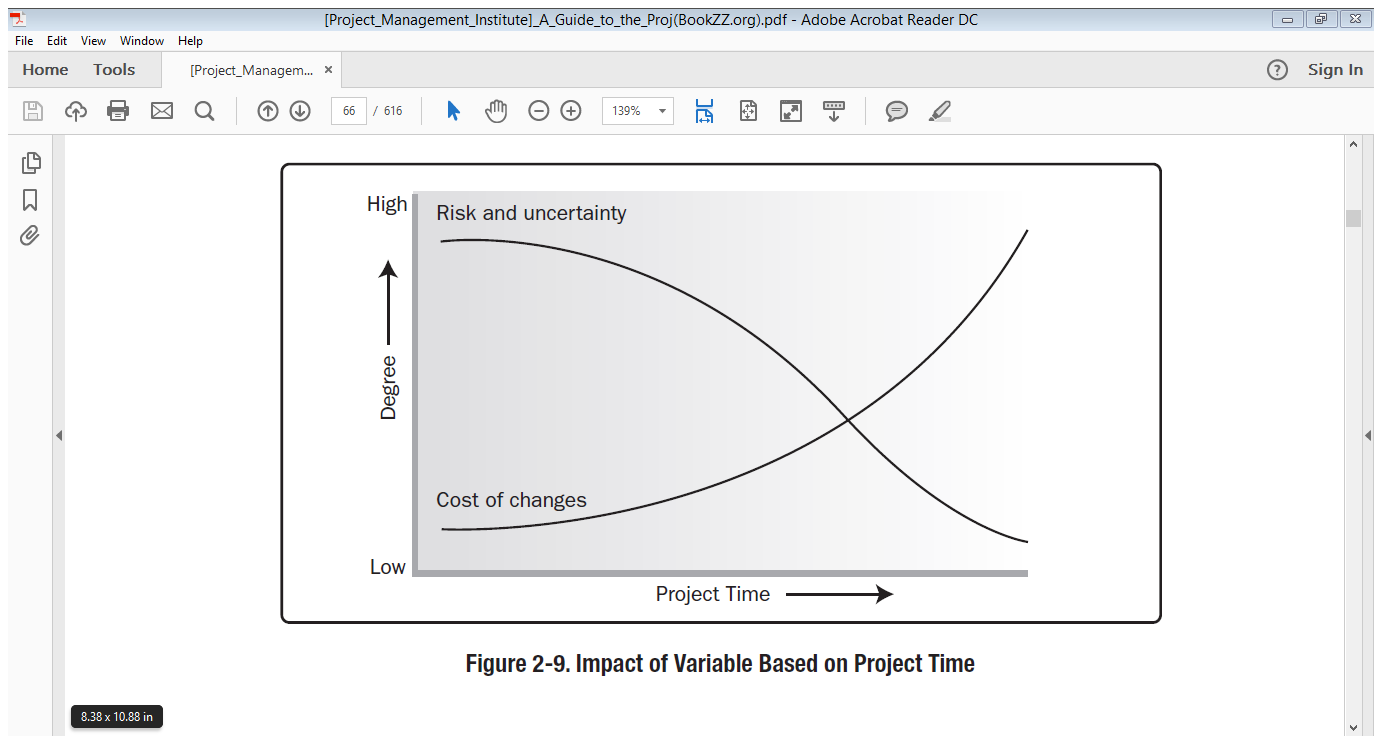 [Project_Management_Institute]_A_Guide_to_the_Proj(BookZZ.org).pdf - Adobe Acrobat Reader DC
File Edit View Window Help
Home Tools [Project_Managem... × ? Sign In
66 / 616 139%
High
Risk and uncertainty
Degree
Cost of changes
Low
Project Time
Figure 2-9. Impact of Variable Based on Project Time
8.38 x 10.88 in